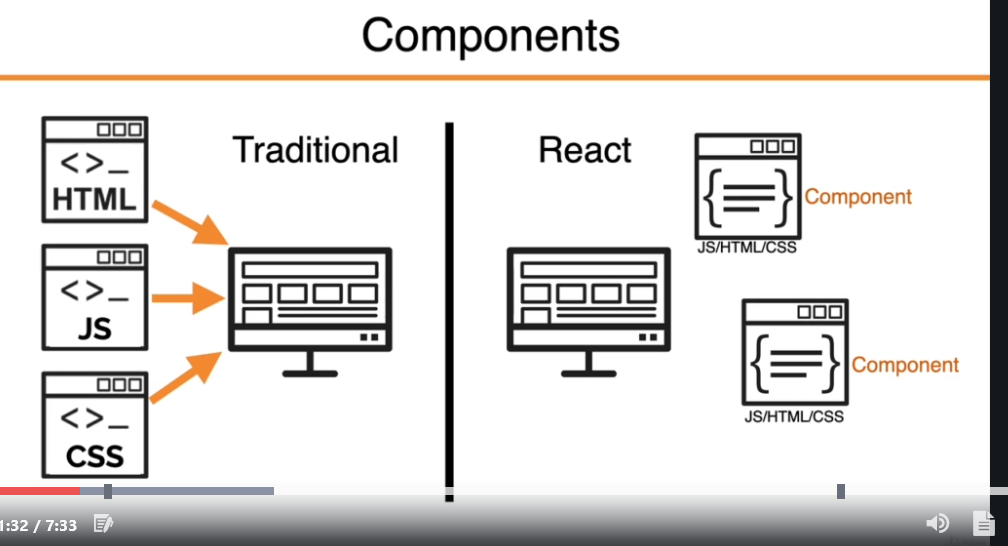 Components
Traditional
React
<>_
HTML
<>_
JS
<>_
CSS
{ }
Component
JS/HTML/CSS
{ }
Component
JS/HTML/CSS
1:32 / 7:33